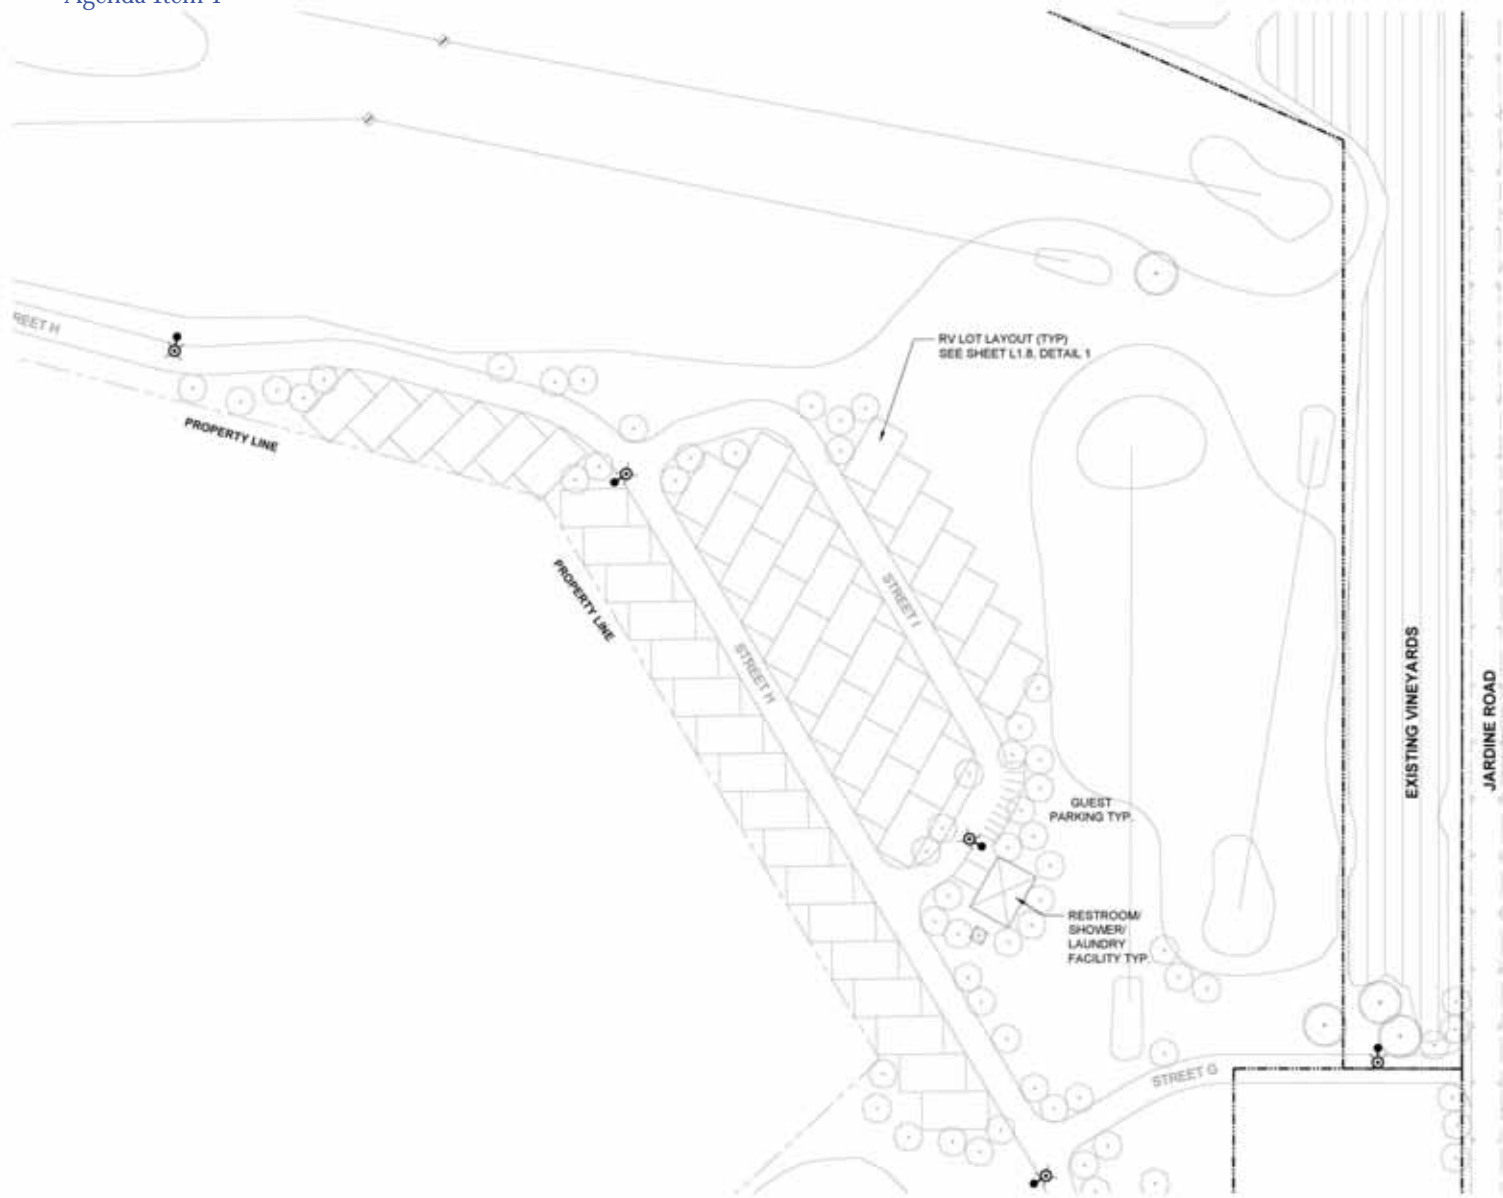 Agenda Item 1
REET H
RV LOT LAYOUT (TYP)
SEE SHEET L1.8, DETAIL 1
PROPERTY LINE
PROPERTY LINE
STREET I
STREET H
EXISTING VINEYARDS
JARDINE ROAD
GUEST
PARKING TYP.
RESTROOM/
SHOWER/
LAUNDRY
FACILITY TYP.
STREET G